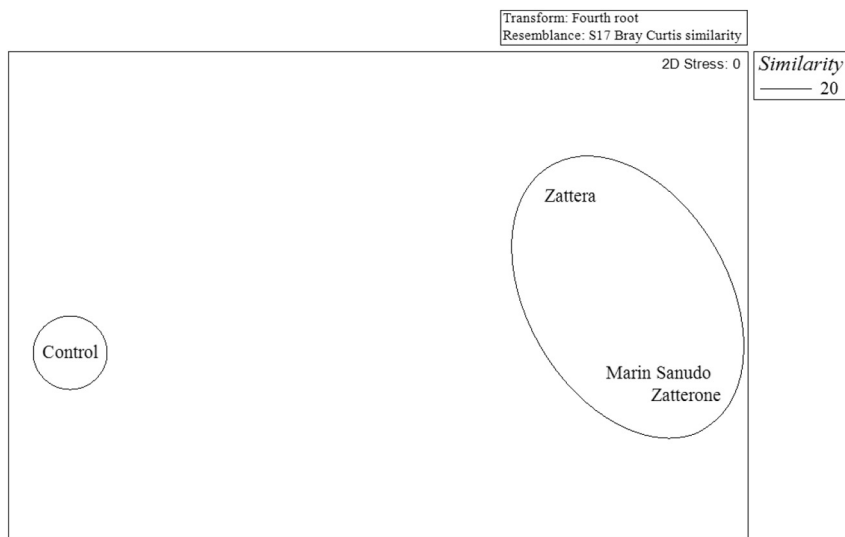 Transform: Fourth root
Resemblance: S17 Bray Curtis similarity
2D Stress: 0
Similarity
20
Zattera
Control
Marin Sanudo
Zatterone